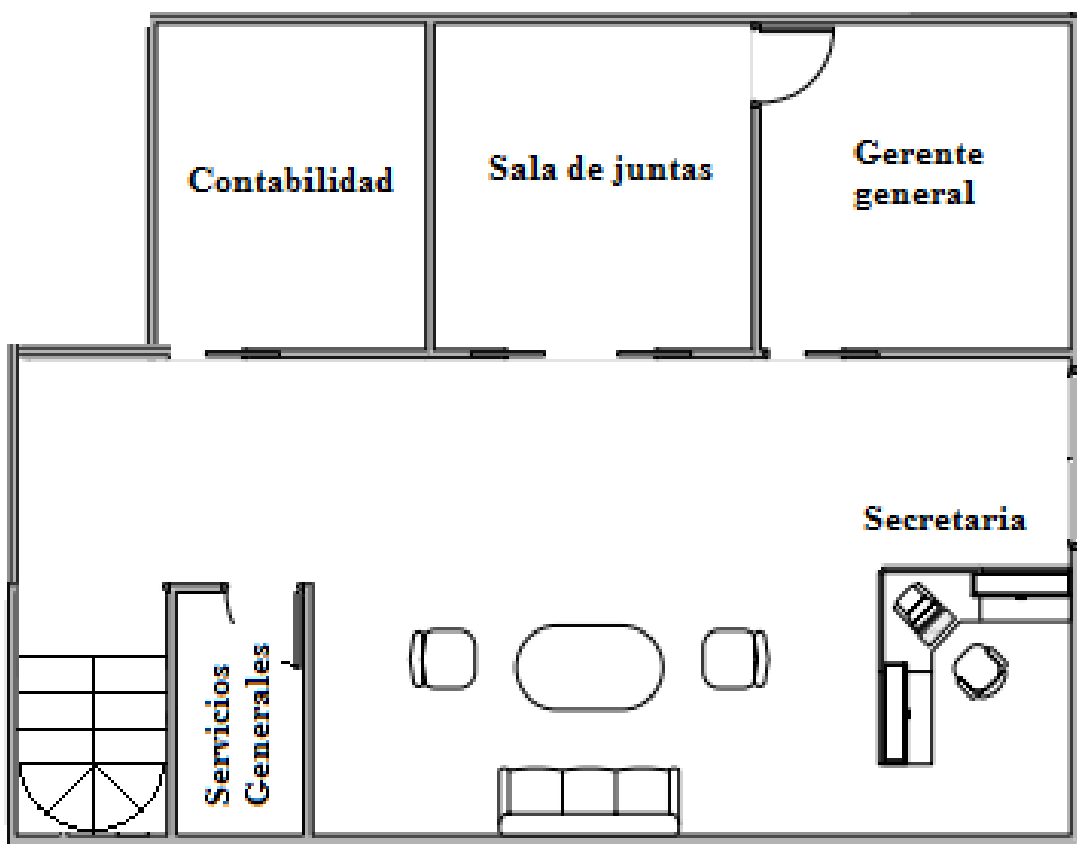 Contabilidad
Sala de juntas
Gerente
general
Secretaria
Servicios
Generales